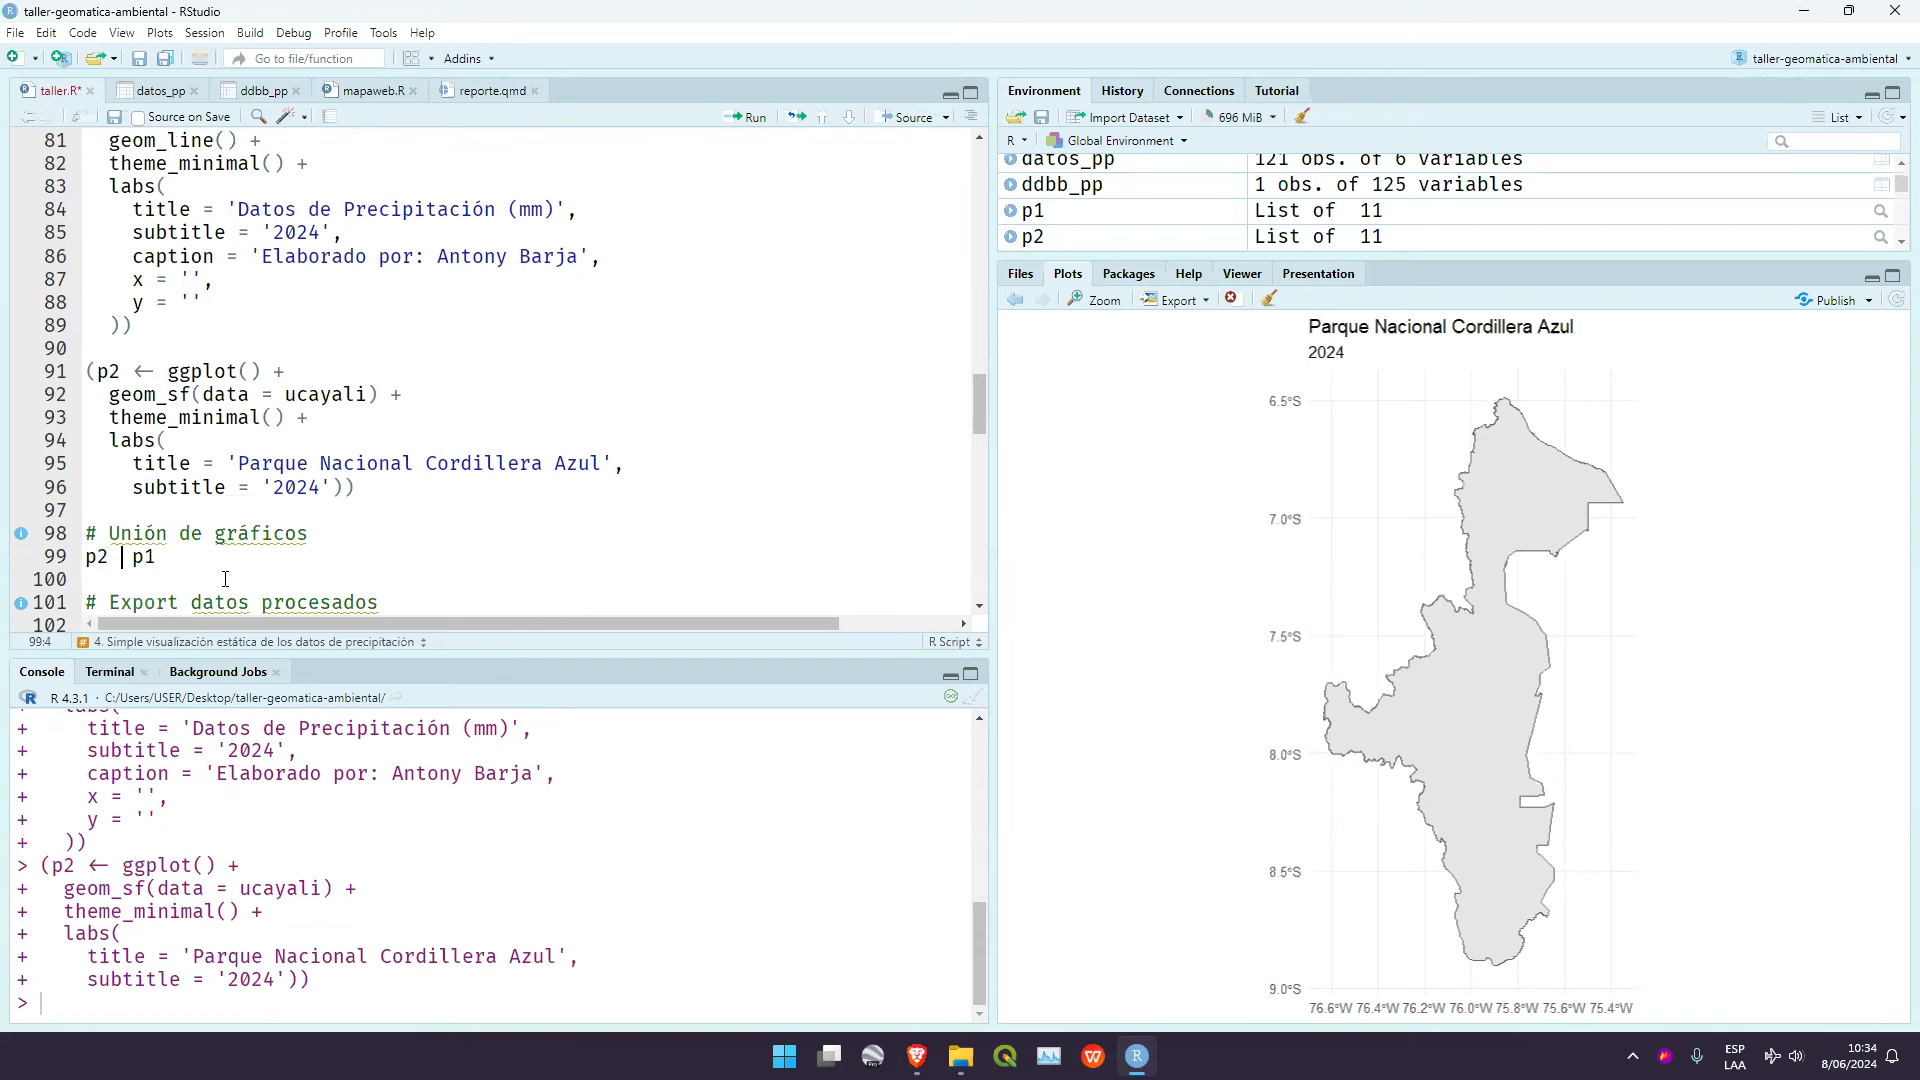 taller-geomatica-ambiental - RStudio
File Edit Code View Plots Session Build Debug Profile Tools Help
Go to file/function Addins taller-geomatica-ambiental
taller.R* datos_pp ddbb_pp mapaweb.R reporte.qmd
Source on Save Run Source
81 geom_line() +
82 theme_minimal() +
83 labs(
84 title = 'Datos de Precipitación (mm)',
85 subtitle = '2024',
86 caption = 'Elaborado por: Antony Barja',
87 x = '',
88 y = ''
89 ))
90
91 (p2 <- ggplot() +
92 geom_sf(data = ucayali) +
93 theme_minimal() +
94 labs(
95 title = 'Parque Nacional Cordillera Azul',
96 subtitle = '2024'))
97
98 # Unión de gráficos
99 p2 | p1
100
101 # Export datos procesados
102
99:4 4. Simple visualización estática de los datos de precipitación R Script
Console Terminal Background Jobs
R 4.3.1 · C:/Users/USER/Desktop/taller-geomatica-ambiental/
+ labs(
+ title = 'Datos de Precipitación (mm)',
+ subtitle = '2024',
+ caption = 'Elaborado por: Antony Barja',
+ x = '',
+ y = ''
+ ))
> (p2 <- ggplot() +
+ geom_sf(data = ucayali) +
+ theme_minimal() +
+ labs(
+ title = 'Parque Nacional Cordillera Azul',
+ subtitle = '2024'))
>
Environment History Connections Tutorial
Import Dataset 696 MiB List
R Global Environment
datos_pp 121 obs. of 6 variables
ddbb_pp 1 obs. of 125 variables
p1 List of 11
p2 List of 11
Files Plots Packages Help Viewer Presentation
Zoom Export Publish
Parque Nacional Cordillera Azul
2024
6.5°S
7.0°S
7.5°S
8.0°S
8.5°S
9.0°S
76.6°W 76.4°W 76.2°W 76.0°W 75.8°W 75.6°W 75.4°W
ESP
LAA
10:34
8/06/2024